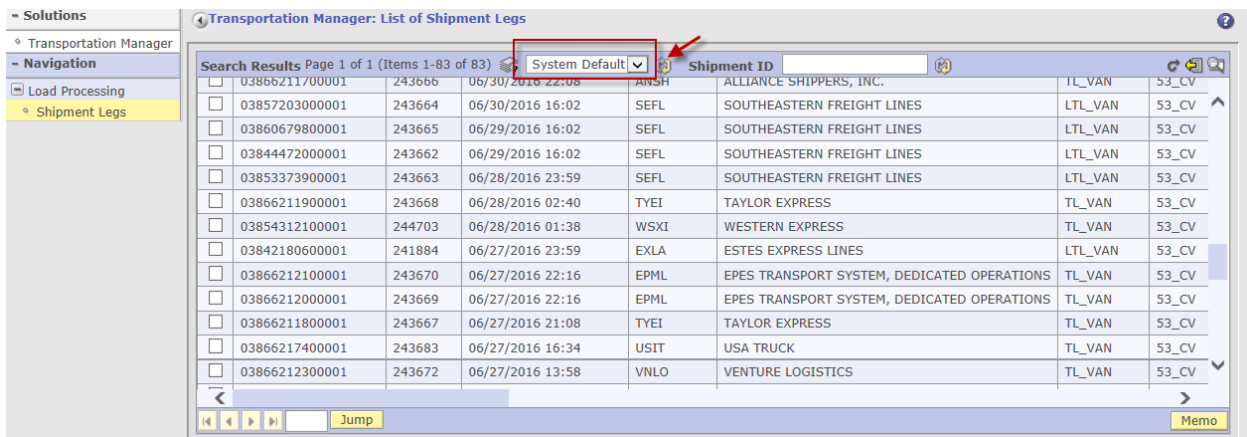 Solutions
Transportation Manager: List of Shipment Legs
Transportation Manager
Navigation
Load Processing
Shipment Legs
Search Results Page 1 of 1 (Items 1-83 of 83) System Default Shipment ID
03866211700001 243666 06/30/2016 22:08 ANSH ALLIANCE SHIPPERS, INC. TL_VAN 53_CV
03857203000001 243664 06/30/2016 16:02 SEFL SOUTHEASTERN FREIGHT LINES LTL_VAN 53_CV
03860679800001 243665 06/29/2016 16:02 SEFL SOUTHEASTERN FREIGHT LINES LTL_VAN 53_CV
03844472000001 243662 06/29/2016 16:02 SEFL SOUTHEASTERN FREIGHT LINES LTL_VAN 53_CV
03853373900001 243663 06/28/2016 23:59 SEFL SOUTHEASTERN FREIGHT LINES LTL_VAN 53_CV
03866211900001 243668 06/28/2016 02:40 TYEI TAYLOR EXPRESS TL_VAN 53_CV
03854312100001 244703 06/28/2016 01:38 WSXI WESTERN EXPRESS TL_VAN 53_CV
03842180600001 241884 06/27/2016 23:59 EXLA ESTES EXPRESS LINES LTL_VAN 53_CV
03866212100001 243670 06/27/2016 22:16 EPML EPES TRANSPORT SYSTEM, DEDICATED OPERATIONS TL_VAN 53_CV
03866212000001 243669 06/27/2016 22:16 EPML EPES TRANSPORT SYSTEM, DEDICATED OPERATIONS TL_VAN 53_CV
03866211800001 243667 06/27/2016 21:08 TYEI TAYLOR EXPRESS TL_VAN 53_CV
03866217400001 243683 06/27/2016 16:34 USIT USA TRUCK TL_VAN 53_CV
03866212300001 243672 06/27/2016 13:58 VNLO VENTURE LOGISTICS TL_VAN 53_CV
Jump Memo